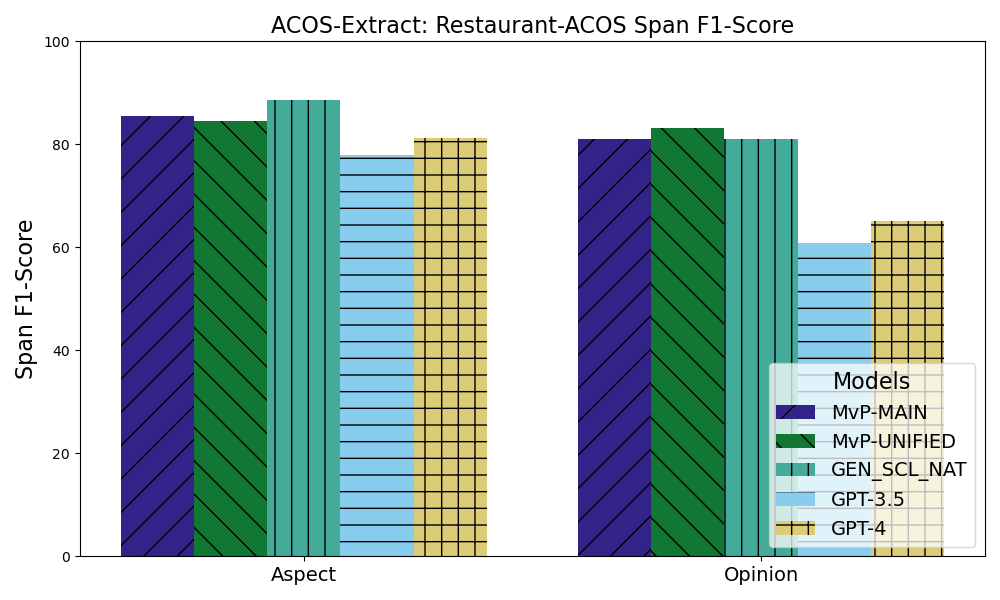 ACOS-Extract: Restaurant-ACOS Span F1-Score
100
80
60
40
20
0
Span F1-Score
Aspect
Opinion
Models
MvP-MAIN
MvP-UNIFIED
GEN_SCL_NAT
GPT-3.5
GPT-4